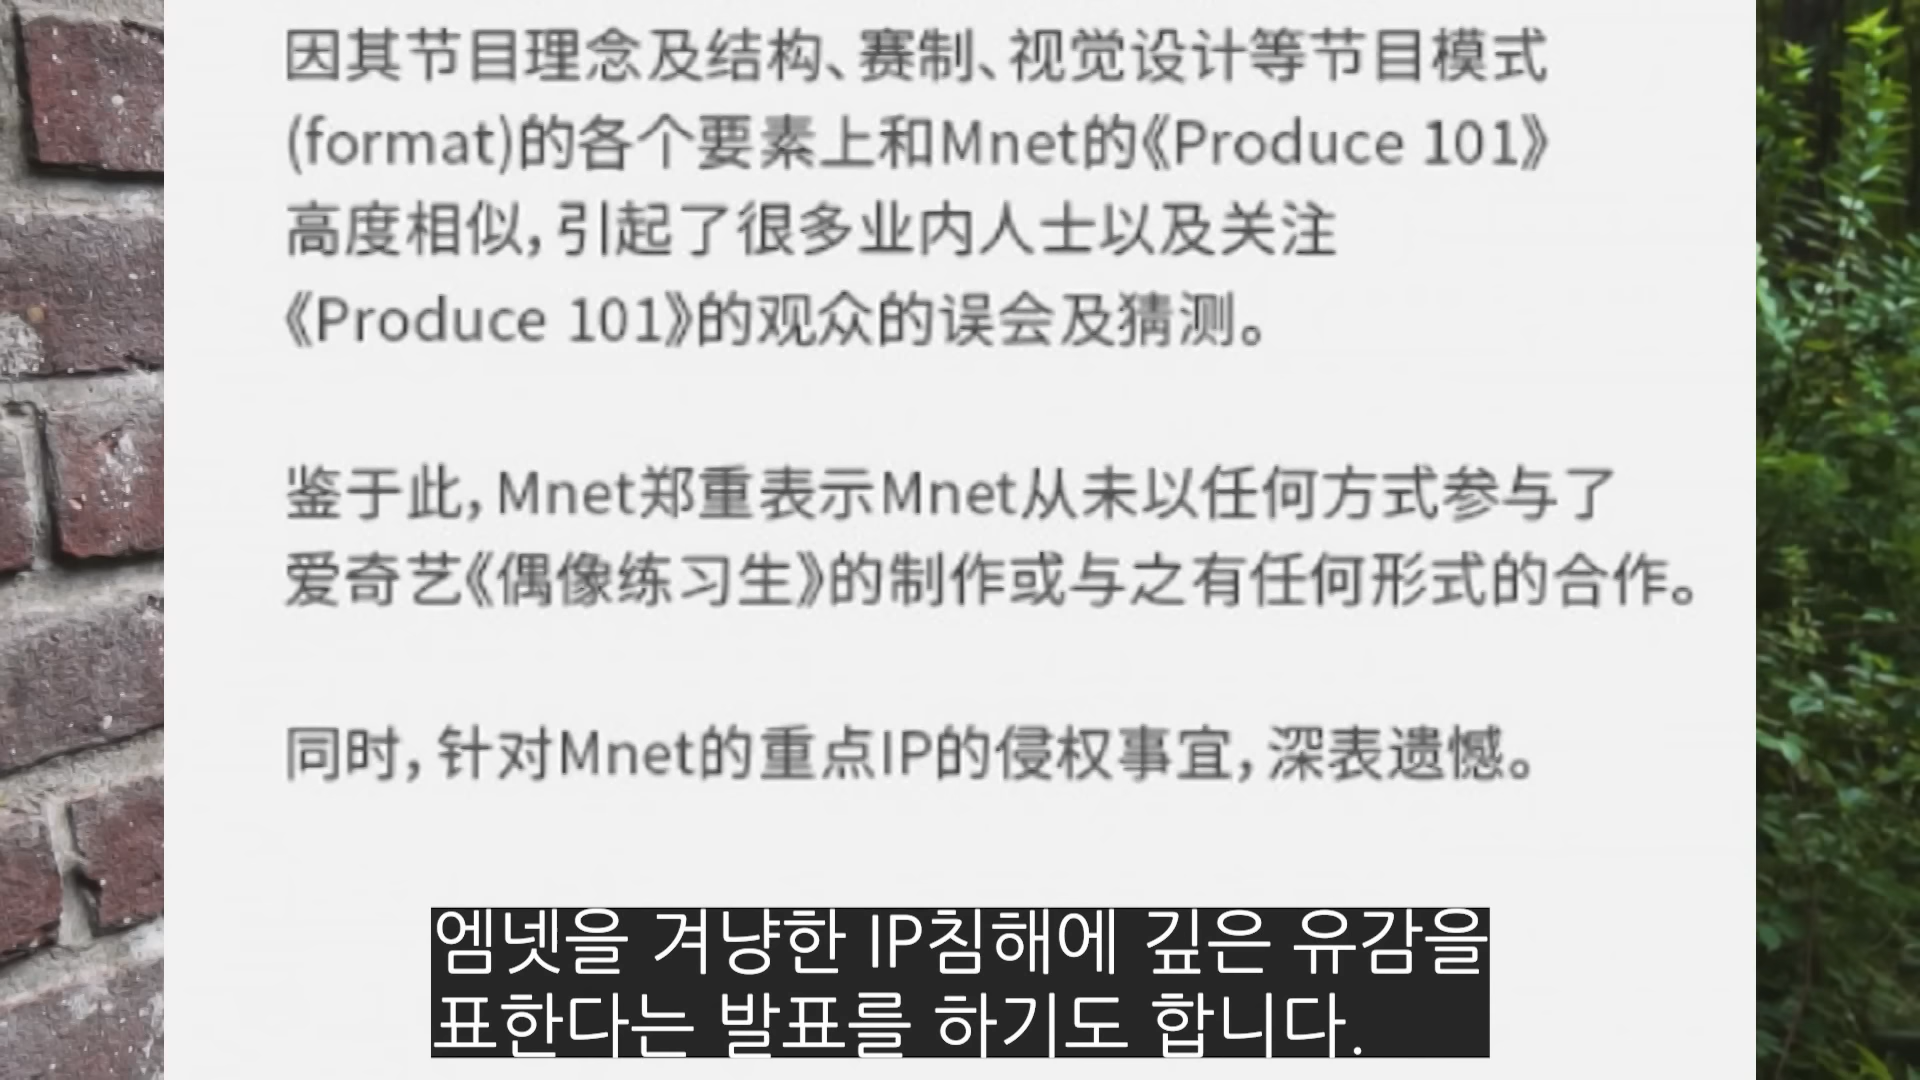 因其节目理念及结构、赛制、视觉设计等节目模式
(format)的各个要素上和Mnet的《Produce 101》
高度相似，引起了很多业内人士以及关注
《Produce 101》的观众的误会及猜测。
鉴于此，Mnet郑重表示Mnet从未以任何方式参与了
爱奇艺《偶像练习生》的制作或与之有任何形式的合作。
同时，针对Mnet的重点IP的侵权事宜，深表遗憾。
엠넷을 겨냥한 IP침해에 깊은 유감을
표한다는 발표를 하기도 합니다.